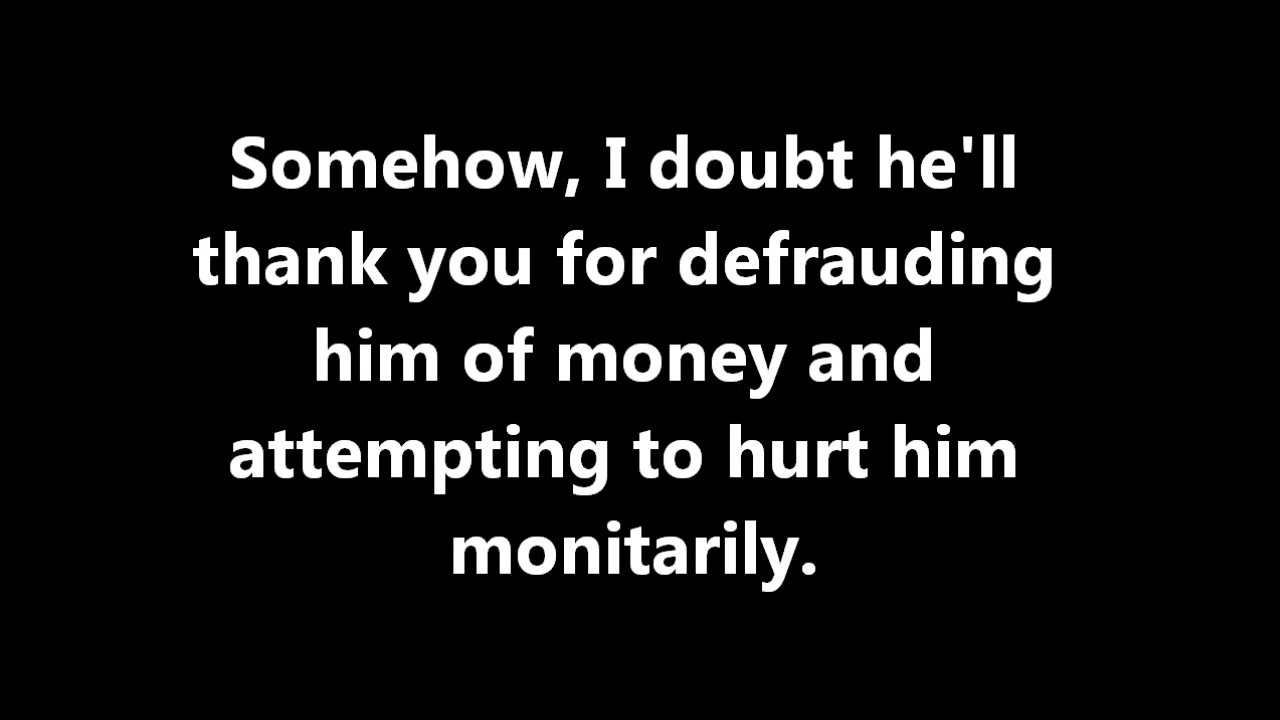 Somehow, I doubt he'll
thank you for defrauding
him of money and
attempting to hurt him
monitarily.